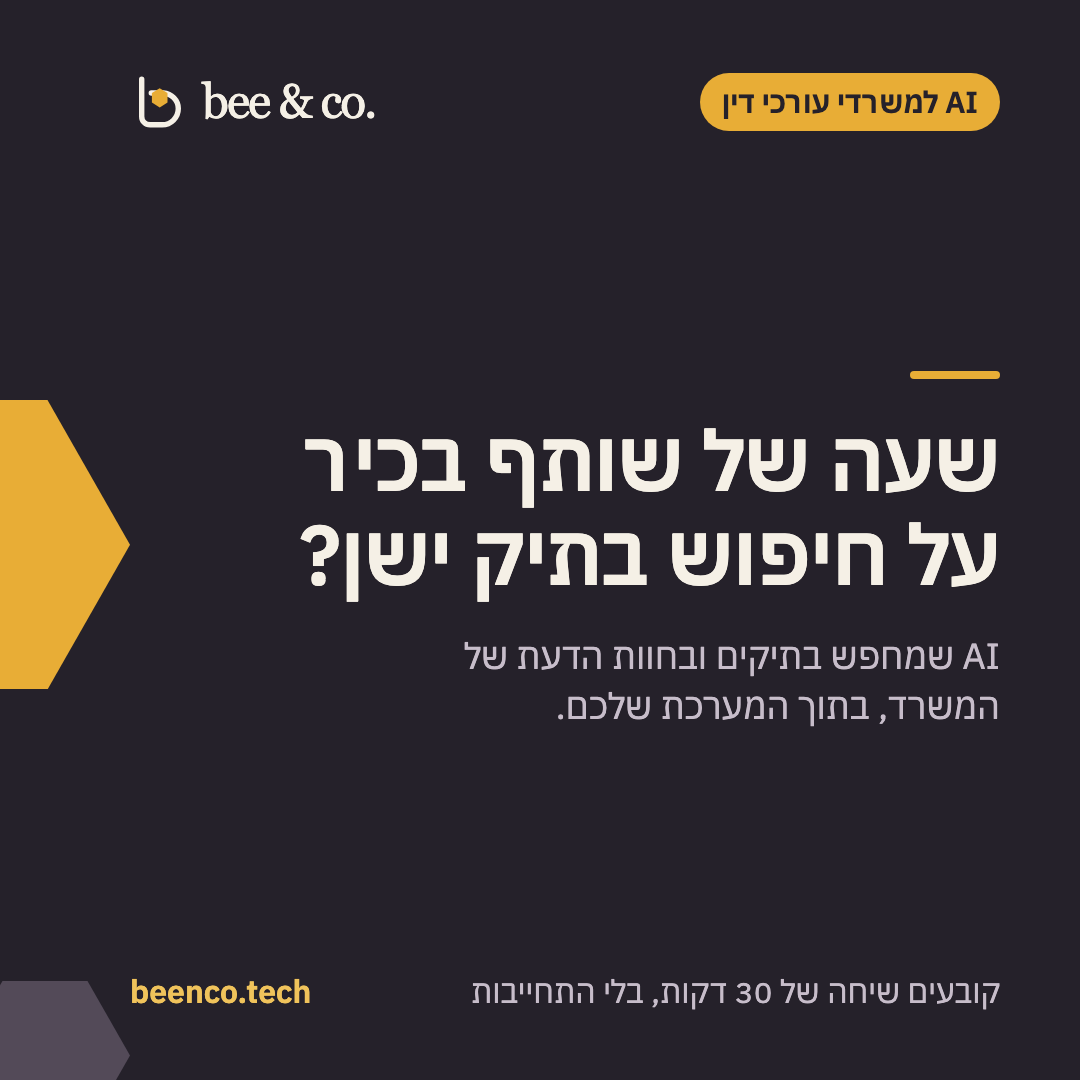 AI למשרדי עורכי דין
bee & co.
שעה של שותף בכיר
על חיפוש בתיק ישן?
AI שמחפש בתיקים ובחוות הדעת של
המשרד, בתוך המערכת שלכם.
קובעים שיחה של 30 דקות, בלי התחייבות
beenco.tech